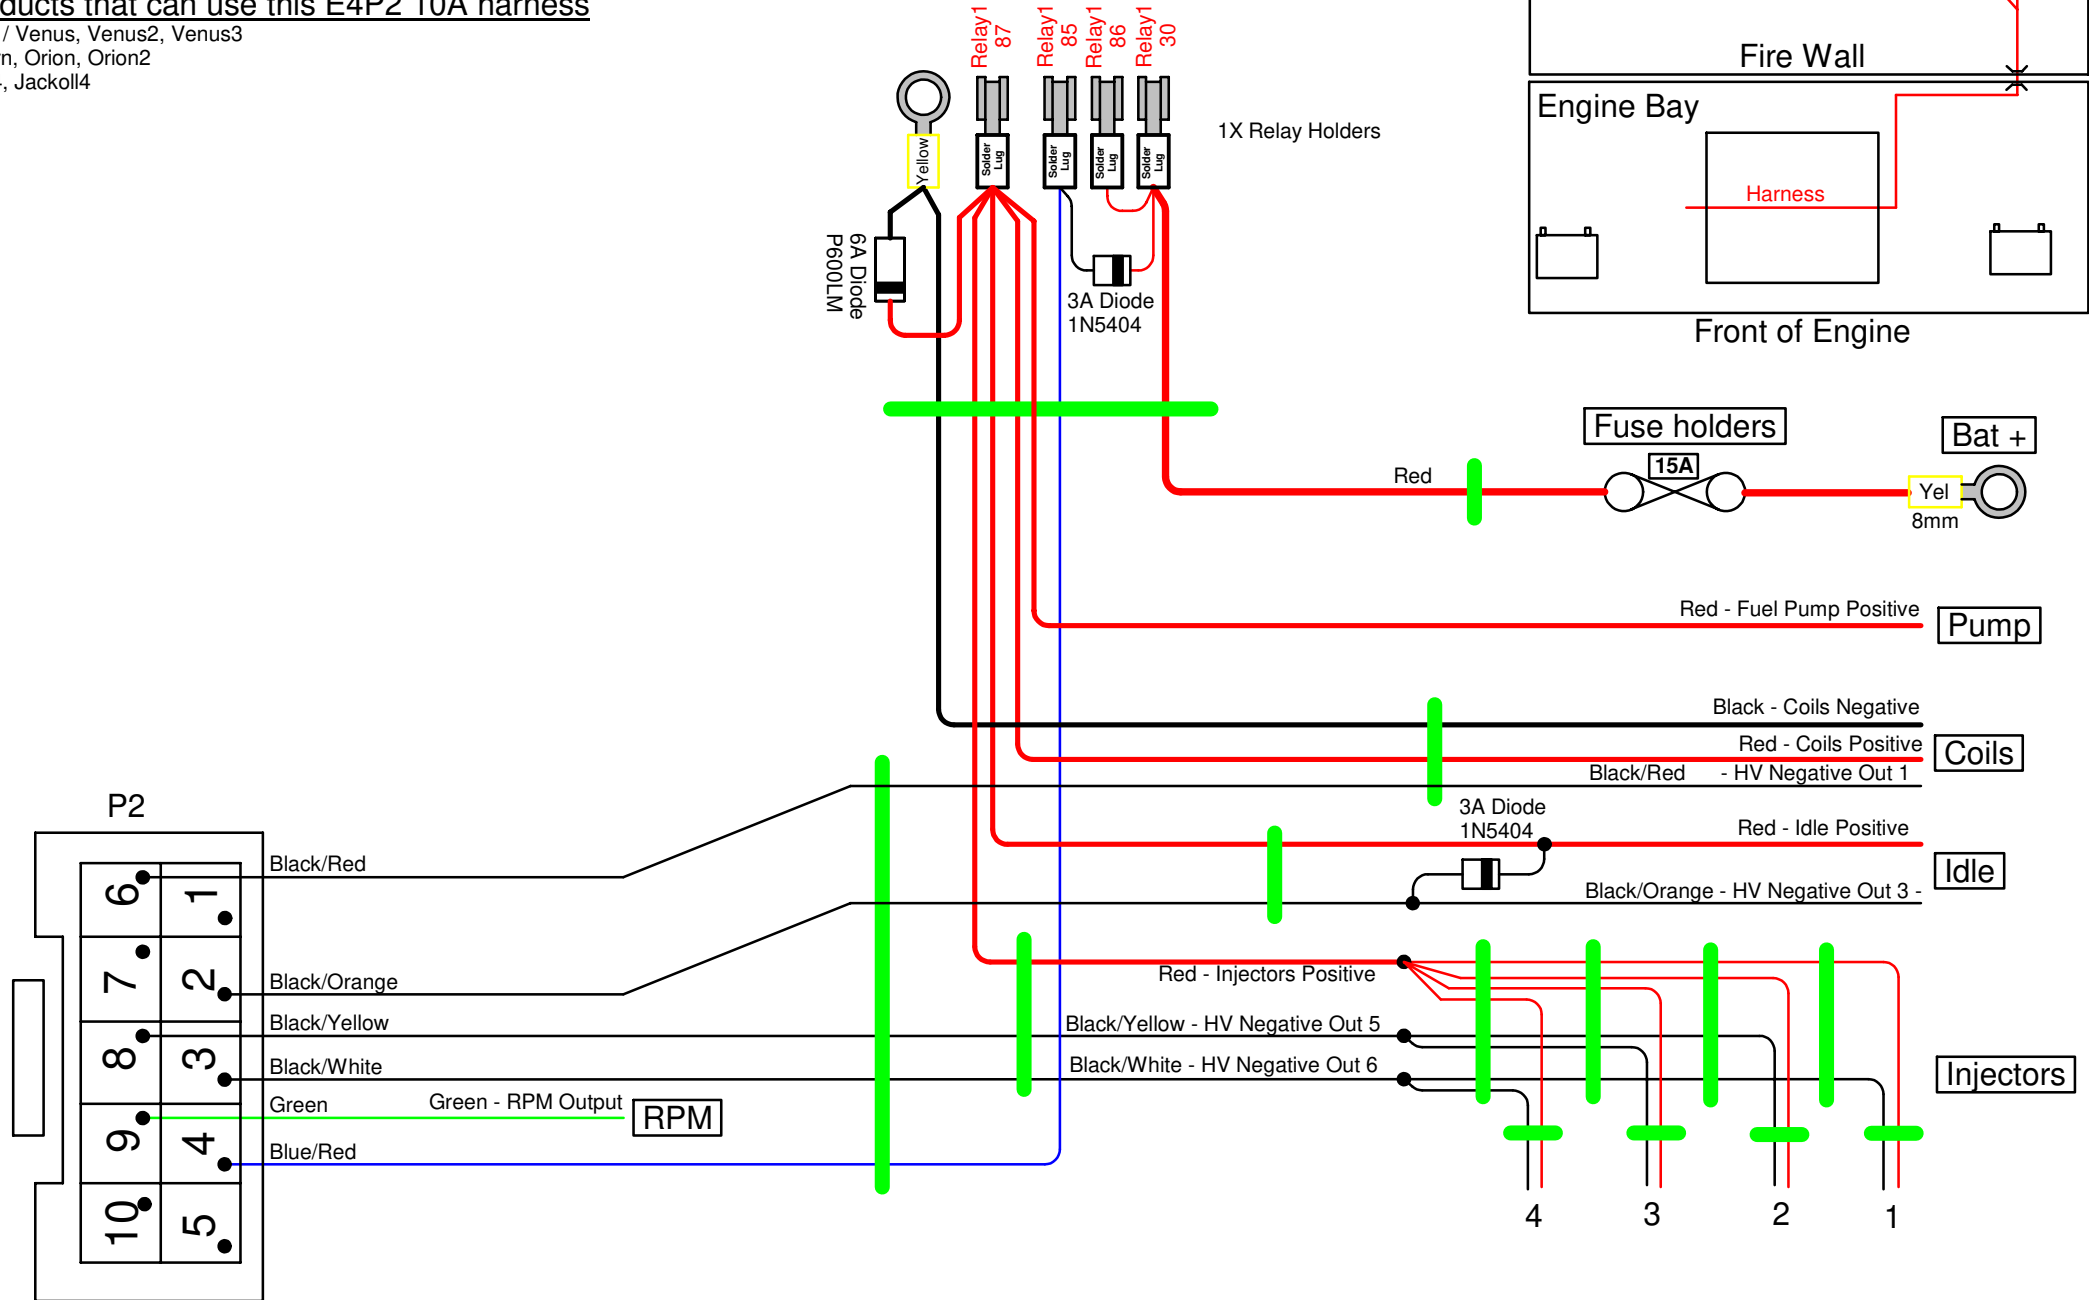 ducts that can use this E4P2 10A harness
/ Venus, Venus2, Venus3
n, Orion, Orion2
, Jackoll4
Relay1
87
Relay1
85
Relay1
86
Relay1
30
Yellow
Solder
Lug
Solder
Lug
Solder
Lug
Solder
Lug
1X Relay Holders
6A Diode
P600LM
3A Diode
1N5404
Fire Wall
Engine Bay
Harness
Front of Engine
Fuse holders
15A
Bat +
Red
Yel
8mm
Red - Fuel Pump Positive
Pump
Black - Coils Negative
Red - Coils Positive
Coils
Black/Red - HV Negative Out 1
3A Diode
1N5404
Red - Idle Positive
Idle
Black/Orange - HV Negative Out 3 -
P2
Black/Red
Black/Orange
Black/Yellow
Black/White
Green
Green - RPM Output
RPM
Blue/Red
6 1
7 2
8 3
9 4
10 5
Red - Injectors Positive
Black/Yellow - HV Negative Out 5
Black/White - HV Negative Out 6
Injectors
4 3 2 1